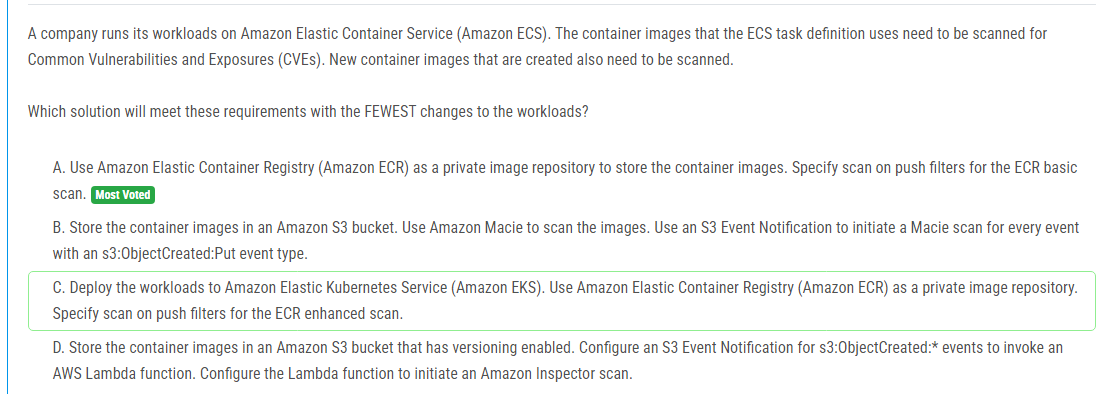 A company runs its workloads on Amazon Elastic Container Service (Amazon ECS). The container images that the ECS task definition uses need to be scanned for
Common Vulnerabilities and Exposures (CVEs). New container images that are created also need to be scanned.
Which solution will meet these requirements with the FEWEST changes to the workloads?
A. Use Amazon Elastic Container Registry (Amazon ECR) as a private image repository to store the container images. Specify scan on push filters for the ECR basic
scan. Most Voted
B. Store the container images in an Amazon S3 bucket. Use Amazon Macie to scan the images. Use an S3 Event Notification to initiate a Macie scan for every event
with an s3:ObjectCreated:Put event type.
C. Deploy the workloads to Amazon Elastic Kubernetes Service (Amazon EKS). Use Amazon Elastic Container Registry (Amazon ECR) as a private image repository.
Specify scan on push filters for the ECR enhanced scan.
D. Store the container images in an Amazon S3 bucket that has versioning enabled. Configure an S3 Event Notification for s3:ObjectCreated:* events to invoke an
AWS Lambda function. Configure the Lambda function to initiate an Amazon Inspector scan.